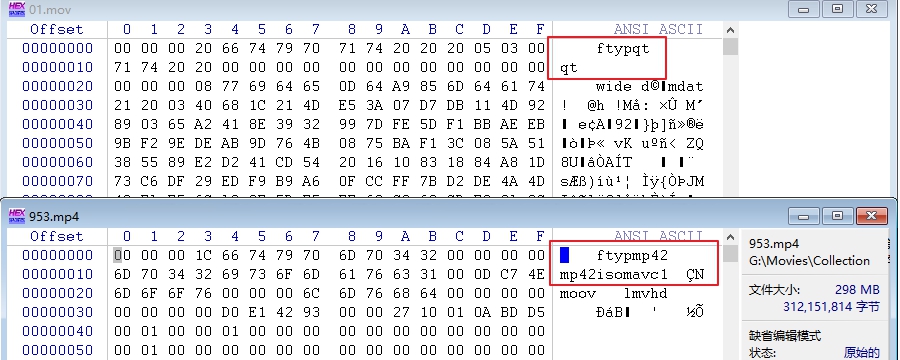 01.mov
Offset 0 1 2 3 4 5 6 7 8 9 A B C D E F ANSI ASCII
00000000 00 00 00 20 66 74 79 70 71 74 20 20 20 05 03 00 ftypqt
00000010 71 74 20 20 00 00 00 00 00 00 00 00 00 00 00 00 qt
00000020 00 00 00 08 77 69 64 65 0D 64 A9 85 6D 64 61 74 wide d©▮mdat
00000030 21 20 03 40 68 1C 21 4D E5 3A 07 D7 DB 11 4D 92 ! @h !Må: ×Û M’
00000040 89 03 65 A2 41 8E 39 32 99 7D FE 5D F1 BB AE EB ▮ e¢A▮92▮}þ]ñ»®ë
00000050 9B F2 9E DE AB 9D 76 4B 08 75 BA F1 3C 08 5A 51 ▮ò▮Þ«  vK uºñ< ZQ
00000060 38 55 89 E2 D2 41 CD 54 20 16 10 83 18 84 A8 1D 8U▮âÒAÍT ▮ ▮¨
00000070 73 C6 DF 29 ED F9 B9 A6 0F CC FF 7B D2 DE 4A 4D sÆß)íù¹¦ Ìÿ{ÒÞJM
953.mp4
Offset 0 1 2 3 4 5 6 7 8 9 A B C D E F ANSI ASCII
00000000 00 00 00 1C 66 74 79 70 6D 70 34 32 00 00 00 00 ftypmp42
00000010 6D 70 34 32 69 73 6F 6D 61 76 63 31 00 0D C7 4E mp42isomavc1 ÇN
00000020 6D 6F 6F 76 00 00 00 6C 6D 76 68 64 00 00 00 00 moov lmvhd
00000030 00 00 00 00 D0 E1 42 93 00 00 27 10 01 0A BD D5 ÐáB▮ ' ½Õ
00000040 00 01 00 00 01 00 00 00 00 00 00 00 00 00 00 00
00000050 00 01 00 00 00 00 00 00 00 00 00 00 00 00 00 00
953.mp4
G:\Movies\Collection
文件大小: 298 MB
312,151,814 字节
缺省编辑模式
状态: 原始的